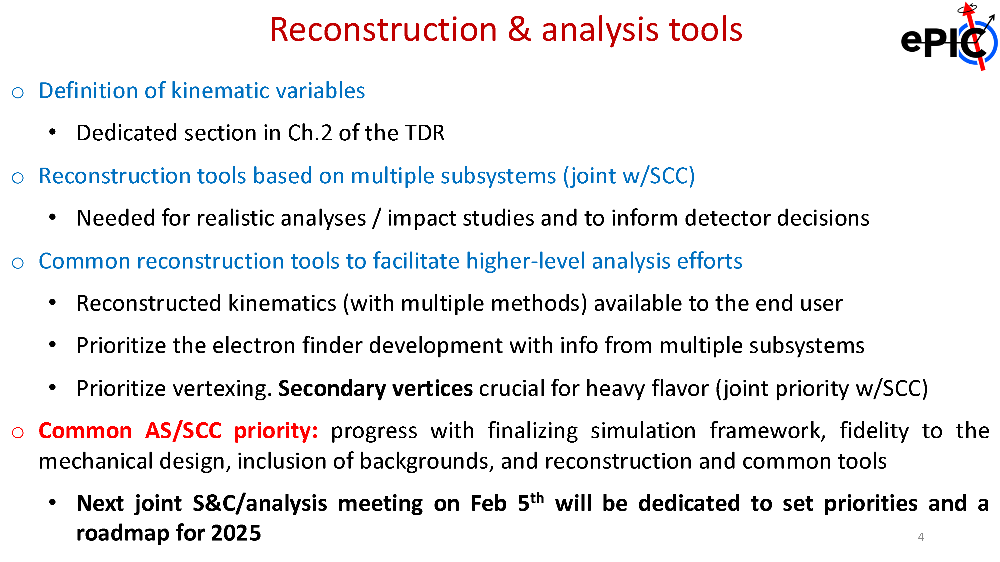 Reconstruction & analysis tools
ePIC
o Definition of kinematic variables
• Dedicated section in Ch.2 of the TDR
o Reconstruction tools based on multiple subsystems (joint w/SCC)
• Needed for realistic analyses / impact studies and to inform detector decisions
o Common reconstruction tools to facilitate higher-level analysis efforts
• Reconstructed kinematics (with multiple methods) available to the end user
• Prioritize the electron finder development with info from multiple subsystems
• Prioritize vertexing. Secondary vertices crucial for heavy flavor (joint priority w/SCC)
o Common AS/SCC priority: progress with finalizing simulation framework, fidelity to the
mechanical design, inclusion of backgrounds, and reconstruction and common tools
• Next joint S&C/analysis meeting on Feb 5th will be dedicated to set priorities and a
roadmap for 2025
4